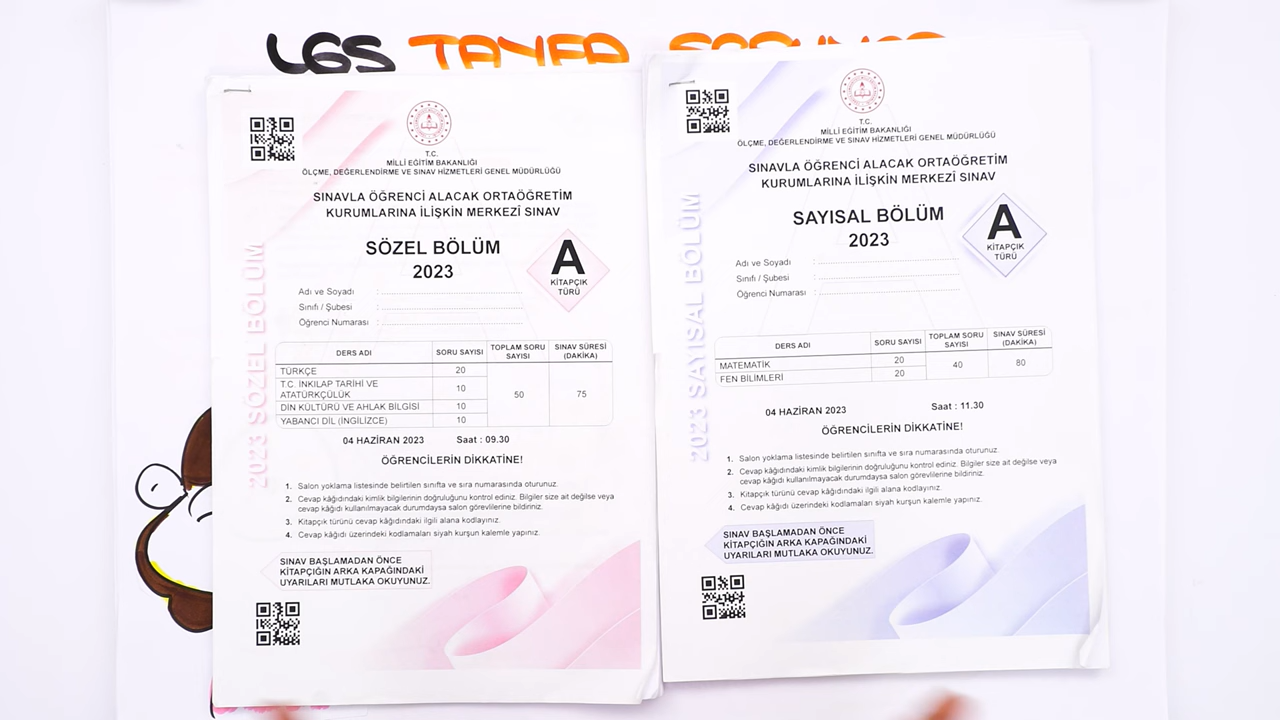 LGS TAYFA
T.C.
MİLLİ EĞİTİM BAKANLIĞI
ÖLÇME, DEĞERLENDİRME VE SINAV HİZMETLERİ GENEL MÜDÜRLÜĞÜ
SINAVLA ÖĞRENCİ ALACAK ORTAÖĞRETİM
KURUMLARINA İLİŞKİN MERKEZÎ SINAV
SÖZEL BÖLÜM
2023
A
KİTAPÇIK
TÜRÜ
Adı ve Soyadı :
Sınıfı / Şubesi :
Öğrenci Numarası :
2023 SÖZEL BÖLÜM
DERS ADI SORU SAYISI TOPLAM SORU SAYISI SINAV SÜRESİ (DAKİKA)
TÜRKÇE 20
T.C. İNKILAP TARİHİ VE
ATATÜRKÇÜLÜK 10 50 75
DİN KÜLTÜRÜ VE AHLAK BİLGİSİ 10
YABANCI DİL (İNGİLİZCE) 10
04 HAZİRAN 2023 Saat : 09.30
ÖĞRENCİLERİN DİKKATİNE!
1. Salon yoklama listesinde belirtilen sınıfta ve sıra numarasında oturunuz.
2. Cevap kâğıdındaki kimlik bilgilerinin doğruluğunu kontrol ediniz. Bilgiler size ait değilse veya
cevap kâğıdı kullanılmayacak durumdaysa salon görevlilerine bildiriniz.
3. Kitapçık türünü cevap kâğıdındaki ilgili alana kodlayınız.
4. Cevap kâğıdı üzerindeki kodlamaları siyah kurşun kalemle yapınız.
SINAV BAŞLAMADAN ÖNCE
KİTAPÇIĞIN ARKA KAPAĞINDAKİ
UYARILARI MUTLAKA OKUYUNUZ.
T.C.
MİLLİ EĞİTİM BAKANLIĞI
ÖLÇME, DEĞERLENDİRME VE SINAV HİZMETLERİ GENEL MÜDÜRLÜĞÜ
SINAVLA ÖĞRENCİ ALACAK ORTAÖĞRETİM
KURUMLARINA İLİŞKİN MERKEZÎ SINAV
SAYISAL BÖLÜM
2023
A
KİTAPÇIK
TÜRÜ
Adı ve Soyadı :
Sınıfı / Şubesi :
Öğrenci Numarası :
2023 SAYISAL BÖLÜM
DERS ADI SORU SAYISI TOPLAM SORU SAYISI SINAV SÜRESİ (DAKİKA)
MATEMATİK 20 40 80
FEN BİLİMLERİ 20
04 HAZİRAN 2023 Saat : 11.30
ÖĞRENCİLERİN DİKKATİNE!
1. Salon yoklama listesinde belirtilen sınıfta ve sıra numarasında oturunuz.
2. Cevap kâğıdındaki kimlik bilgilerinin doğruluğunu kontrol ediniz. Bilgiler size ait değilse veya
cevap kâğıdı kullanılmayacak durumdaysa salon görevlilerine bildiriniz.
3. Kitapçık türünü cevap kâğıdındaki ilgili alana kodlayınız.
4. Cevap kâğıdı üzerindeki kodlamaları siyah kurşun kalemle yapınız.
SINAV BAŞLAMADAN ÖNCE
KİTAPÇIĞIN ARKA KAPAĞINDAKİ
UYARILARI MUTLAKA OKUYUNUZ.